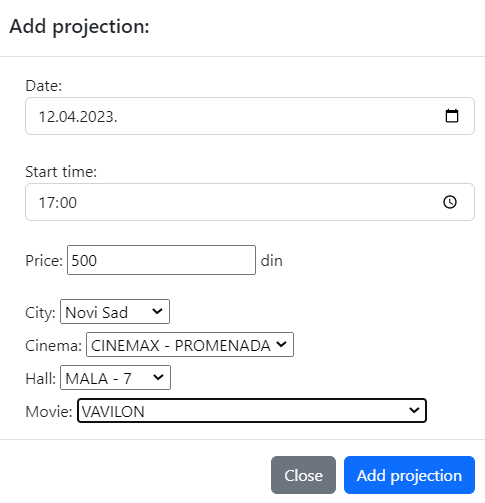 Add projection:
Date:
12.04.2023.
Start time:
17:00
Price: 500 din
City: Novi Sad
Cinema: CINEMAX - PROMENADA
Hall: MALA - 7
Movie: VAVILON
Close Add projection